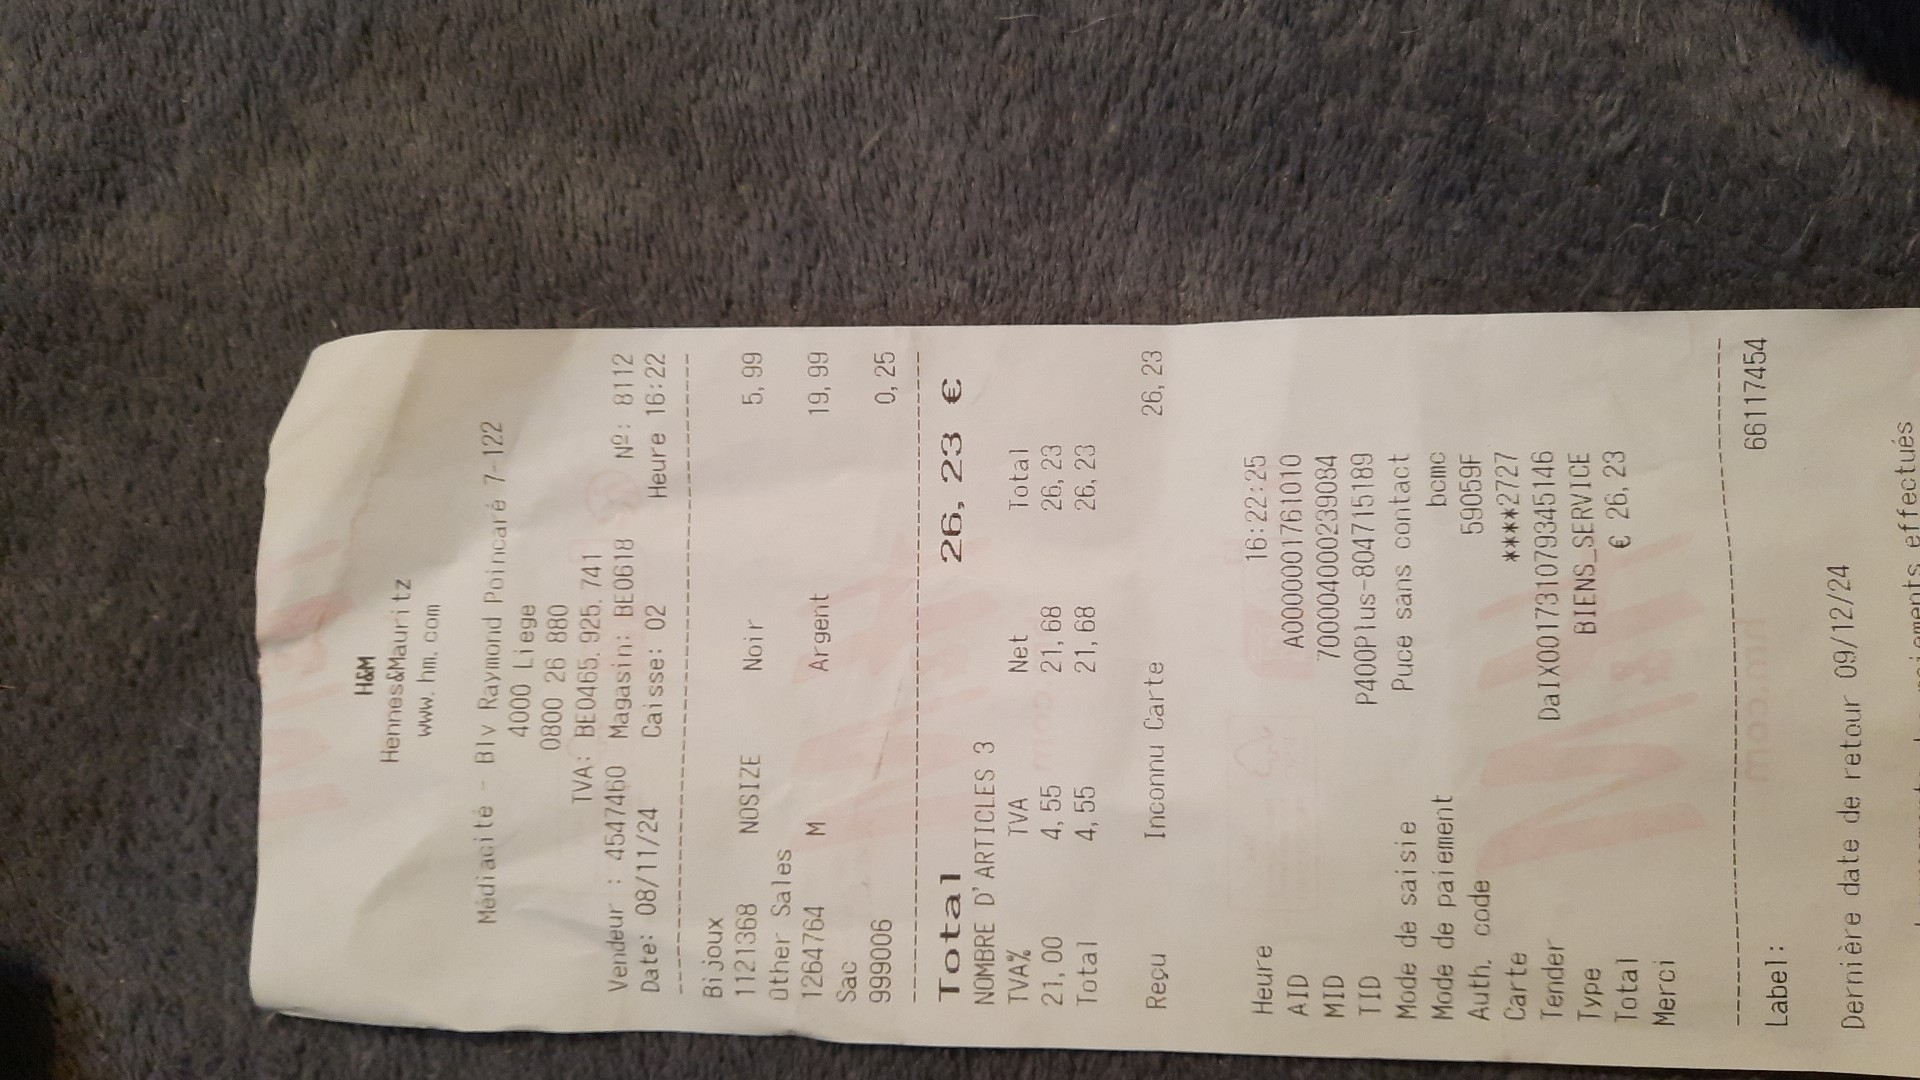 H&M
Hennes&Mauritz
www.hm.com
Médiacité - Blv Raymond Poincaré 7-122
4000 Liege
0800 26 880
TVA: BE0465.925.741
Vendeur : 4547460 Magasin: BE0618 Nº: 8112
Date: 08/11/24 Caisse: 02 Heure 16:22
Bijoux
1121368 NOSIZE Noir 5,99
Other Sales
1264764 M Argent 19,99
Sac
999006 0,25
Total 26,23 €
NOMBRE D'ARTICLES 3
TVA% TVA Net Total
21,00 4,55 21,68 26,23
Total 4,55 21,68 26,23
Reçu Inconnu Carte 26,23
Heure 16:22:25
AID A0000001761010
MID 700004000239084
TID P400Plus-804715189
Mode de saisie Puce sans contact
Mode de paiement bcmc
Auth. code 59059F
Carte ****2727
Tender DaIX001731079345146
Type BIENS_SERVICE
Total € 26,23
Merci
Label: 66117454
Dernière date de retour 09/12/24
effectués